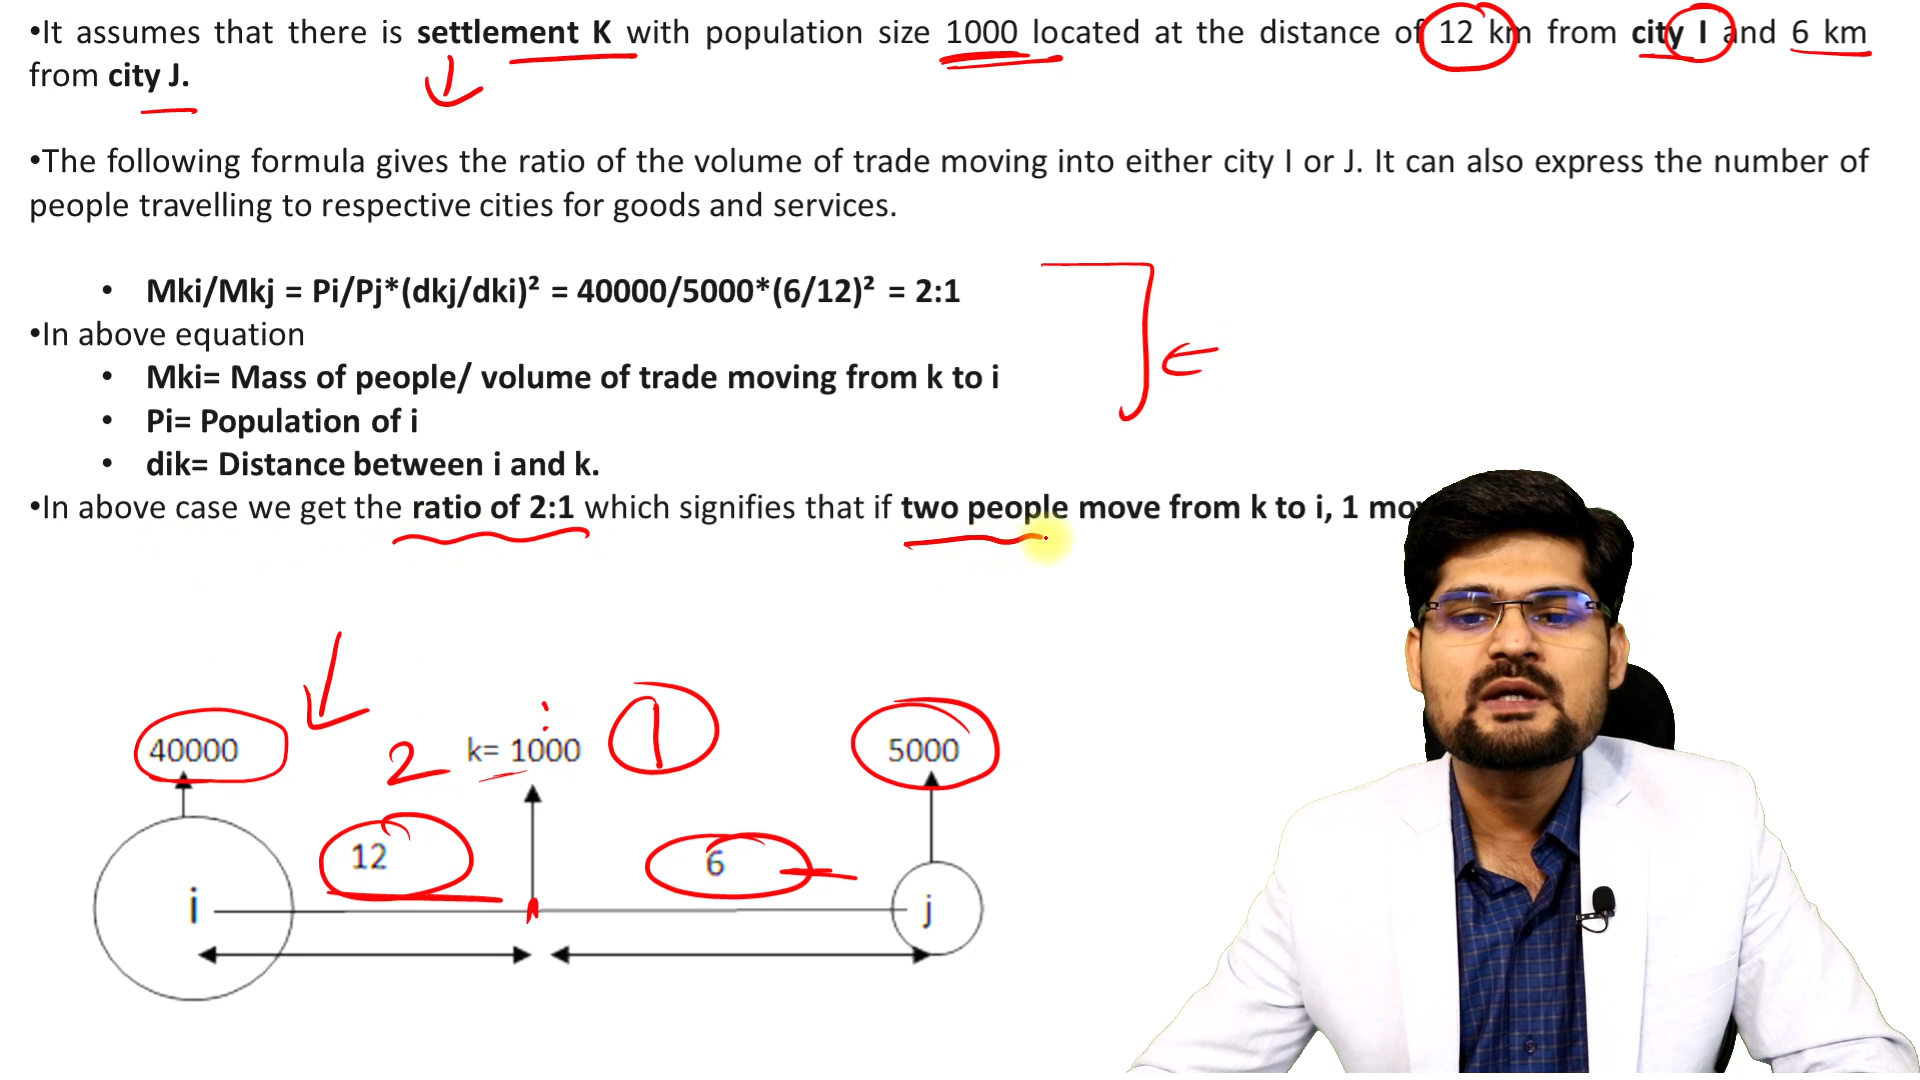 •It assumes that there is settlement K with population size 1000 located at the distance of 12 km from city I and 6 km
from city J.
•The following formula gives the ratio of the volume of trade moving into either city I or J. It can also express the number of
people travelling to respective cities for goods and services.
• Mki/Mkj = Pi/Pj*(dkj/dki)² = 40000/5000*(6/12)² = 2:1
•In above equation
• Mki= Mass of people/ volume of trade moving from k to i
• Pi= Population of i
• dik= Distance between i and k.
•In above case we get the ratio of 2:1 which signifies that if two people move from k to i, 1
40000 2 k= 1000 1 5000
12 6
i j